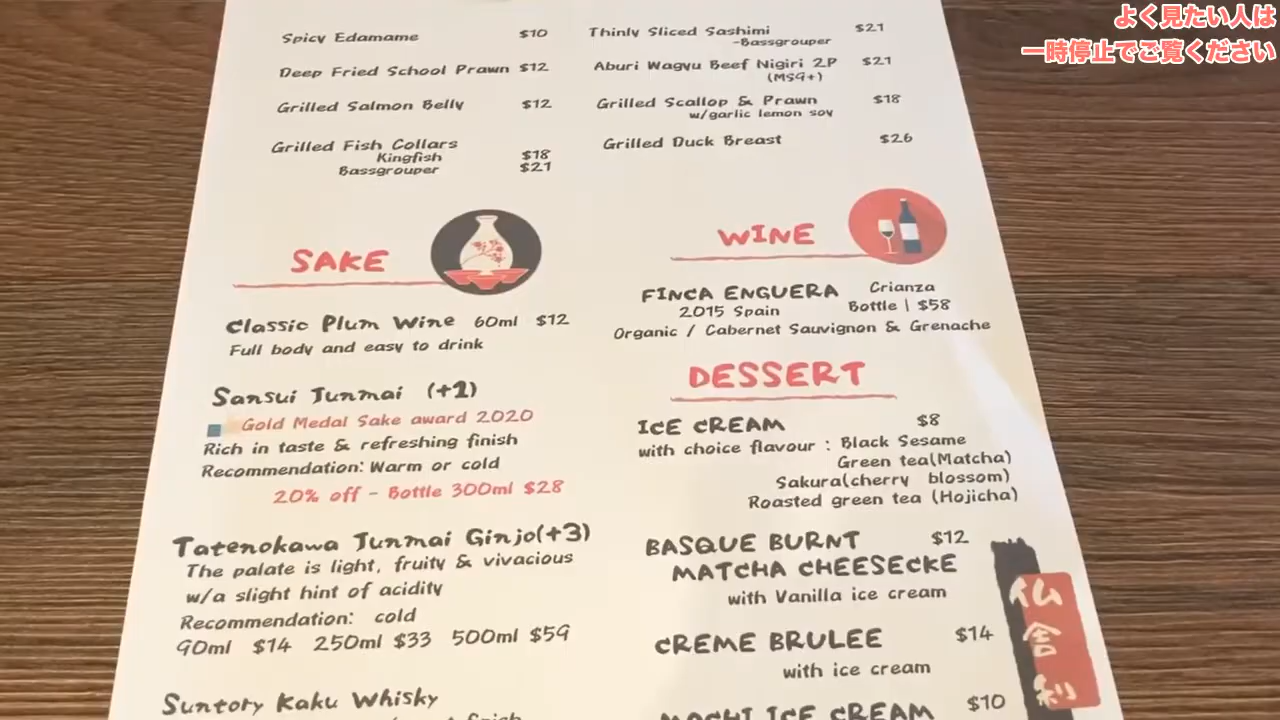 よく見たい人は
一時停止でご覧ください
Spicy Edamame $10
Deep Fried School Prawn $12
Grilled Salmon Belly $12
Grilled Fish Collars
Kingfish $18
Bassgrouper $21
Thinly Sliced Sashimi $21
-Bassgrouper
Aburi Wagyu Beef Nigiri 2P $21
(MS9+)
Grilled Scallop & Prawn $18
w/garlic lemon soy
Grilled Duck Breast $26
SAKE
Classic Plum Wine 60ml $12
Full body and easy to drink
Sansui Junmai (+1)
Gold Medal Sake award 2020
Rich in taste & refreshing finish
Recommendation: Warm or cold
20% off - Bottle 300ml $28
Tatenokawa Junmai Ginjo(+3)
The palate is light, fruity & vivacious
w/a slight hint of acidity
Recommendation: cold
90ml $14 250ml $33 500ml $59
Suntory Kaku Whisky
WINE
FINCA ENGUERA Crianza
2015 Spain Bottle | $58
Organic / Cabernet Sauvignon & Grenache
DESSERT
ICE CREAM $8
with choice flavour : Black Sesame
Green tea(Matcha)
Sakura(cherry blossom)
Roasted green tea (Hojicha)
BASQUE BURNT $12
MATCHA CHEESECKE
with Vanilla ice cream
CREME BRULEE $14
with ice cream
MOCHI ICE CREAM $10
仏舎利